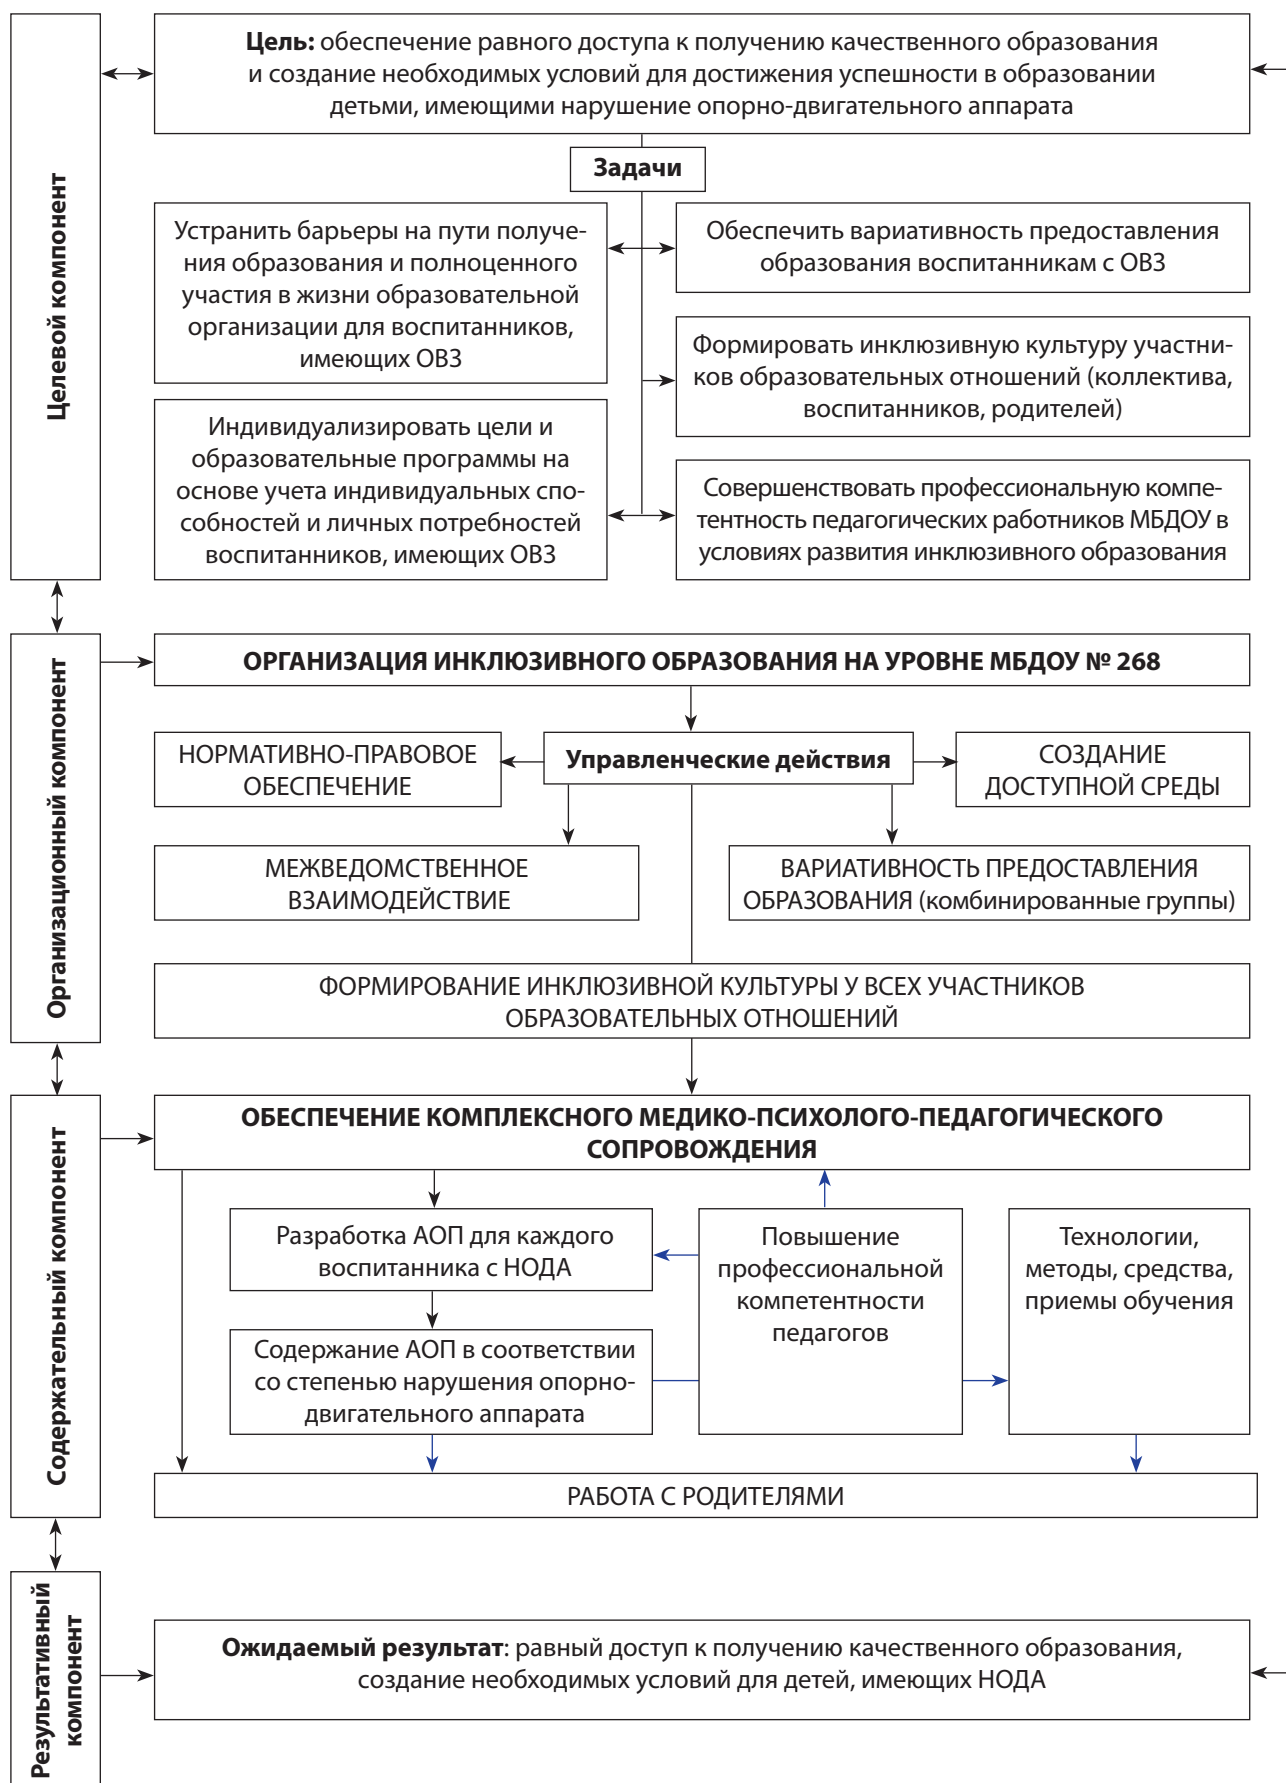 Целевой компонент
Цель: обеспечение равного доступа к получению качественного образования
и создание необходимых условий для достижения успешности в образовании
детьми, имеющими нарушение опорно-двигательного аппарата
Задачи
Устранить барьеры на пути получе-
ния образования и полноценного
участия в жизни образовательной
организации для воспитанников,
имеющих ОВЗ
Обеспечить вариативность предоставления
образования воспитанникам с ОВЗ
Формировать инклюзивную культуру участни-
ков образовательных отношений (коллектива,
воспитанников, родителей)
Индивидуализировать цели и
образовательные программы на
основе учета индивидуальных спо-
собностей и личных потребностей
воспитанников, имеющих ОВЗ
Совершенствовать профессиональную компе-
тентность педагогических работников МБДОУ в
условиях развития инклюзивного образования
Организационный компонент
ОРГАНИЗАЦИЯ ИНКЛЮЗИВНОГО ОБРАЗОВАНИЯ НА УРОВНЕ МБДОУ № 268
НОРМАТИВНО-ПРАВОВОЕ
ОБЕСПЕЧЕНИЕ
Управленческие действия
СОЗДАНИЕ
ДОСТУПНОЙ СРЕДЫ
МЕЖВЕДОМСТВЕННОЕ
ВЗАИМОДЕЙСТВИЕ
ВАРИАТИВНОСТЬ ПРЕДОСТАВЛЕНИЯ
ОБРАЗОВАНИЯ (комбинированные группы)
ФОРМИРОВАНИЕ ИНКЛЮЗИВНОЙ КУЛЬТУРЫ У ВСЕХ УЧАСТНИКОВ
ОБРАЗОВАТЕЛЬНЫХ ОТНОШЕНИЙ
Содержательный компонент
ОБЕСПЕЧЕНИЕ КОМПЛЕКСНОГО МЕДИКО-ПСИХОЛОГО-ПЕДАГОГИЧЕСКОГО
СОПРОВОЖДЕНИЯ
Разработка АОП для каждого
воспитанника с НОДА
Содержание АОП в соответствии
со степенью нарушения опорно-
двигательного аппарата
Повышение
профессиональной
компетентности
педагогов
Технологии,
методы, средства,
приемы обучения
РАБОТА С РОДИТЕЛЯМИ
Результативный
компонент
Ожидаемый результат: равный доступ к получению качественного образования,
создание необходимых условий для детей, имеющих НОДА